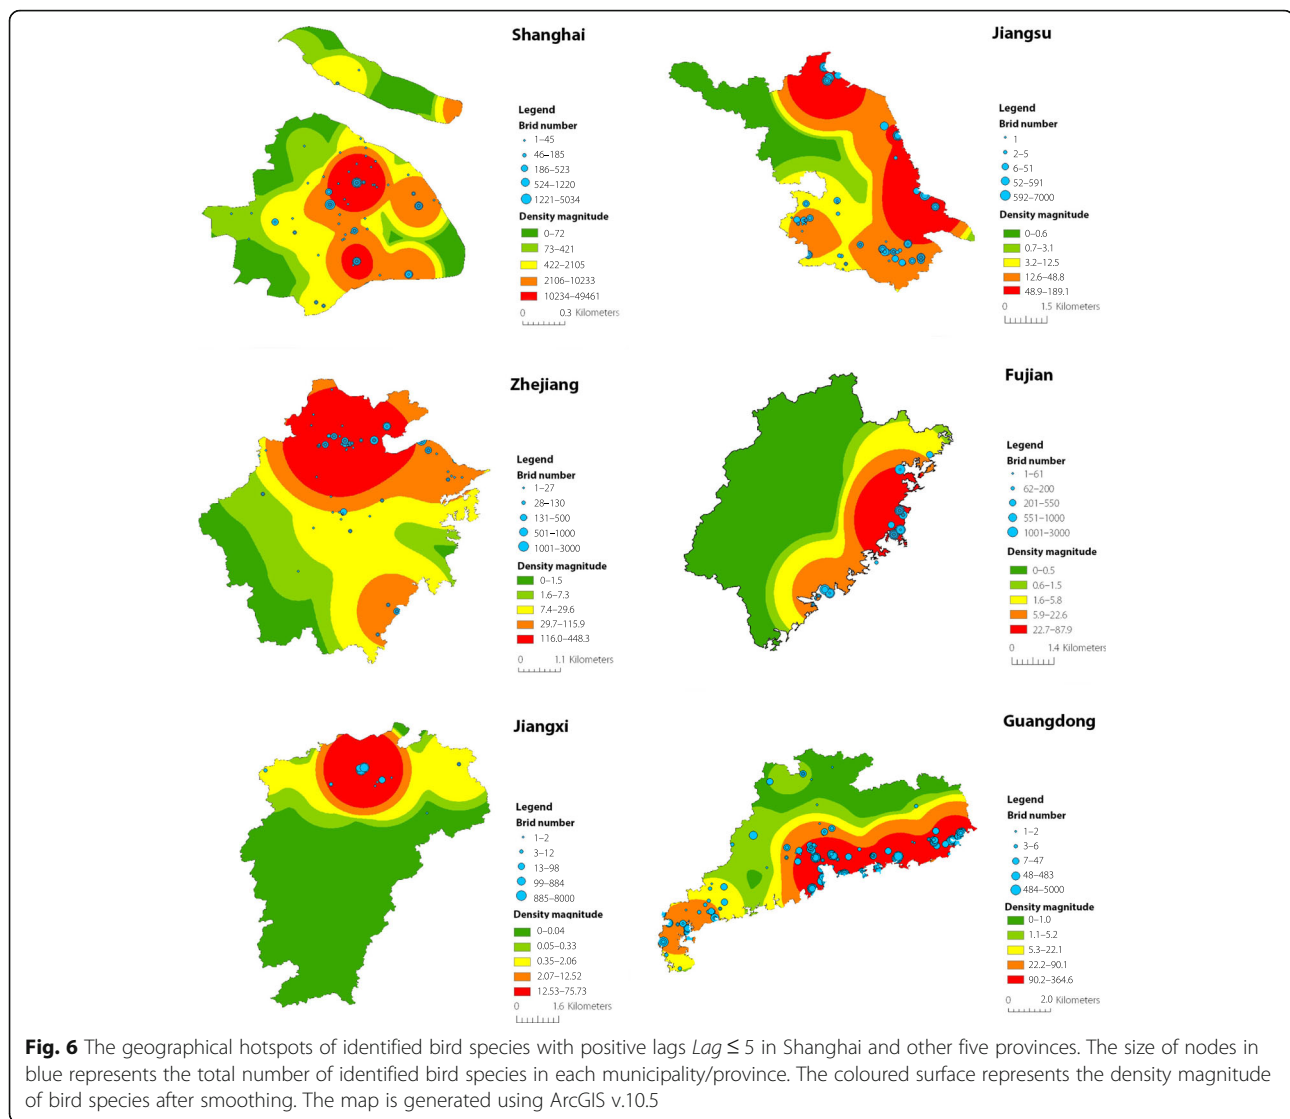 Shanghai
Legend
Brid number
1–45
46–185
186–523
524–1220
1221–5034
Density magnitude
0–72
73–421
422–2105
2106–10233
10234–49461
0 0.3 Kilometers
Jiangsu
Legend
Brid number
1
2–5
6–51
52–591
592–7000
Density magnitude
0–0.6
0.7–3.1
3.2–12.5
12.6–48.8
48.9–189.1
0 1.5 Kilometers
Zhejiang
Legend
Brid number
1–27
28–130
131–500
501–1000
1001–3000
Density magnitude
0–1.5
1.6–7.3
7.4–29.6
29.7–115.9
116.0–448.3
0 1.1 Kilometers
Fujian
Legend
Brid number
1–61
62–200
201–550
551–1000
1001–3000
Density magnitude
0–0.5
0.6–1.5
1.6–5.8
5.9–22.6
22.7–87.9
0 1.4 Kilometers
Jiangxi
Legend
Brid number
1–2
3–12
13–98
99–884
885–8000
Density magnitude
0–0.04
0.05–0.33
0.35–2.06
2.07–12.52
12.53–75.73
0 1.6 Kilometers
Guangdong
Legend
Brid number
1–2
3–6
7–47
48–483
484–5000
Density magnitude
0–1.0
1.1–5.2
5.3–22.1
22.2–90.1
90.2–364.6
0 2.0 Kilometers
Fig. 6 The geographical hotspots of identified bird species with positive lags Lag ≤ 5 in Shanghai and other five provinces. The size of nodes in
blue represents the total number of identified bird species in each municipality/province. The coloured surface represents the density magnitude
of bird species after smoothing. The map is generated using ArcGIS v.10.5